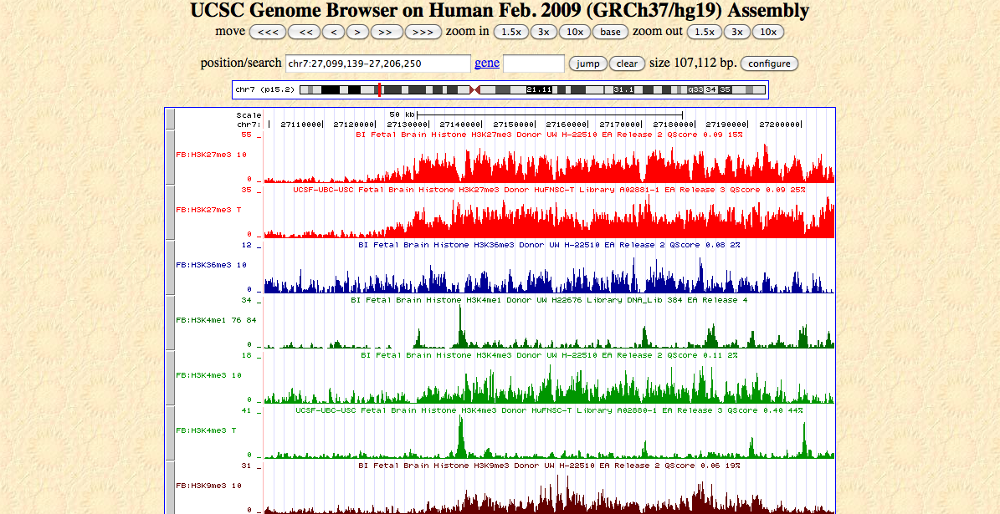 UCSC Genome Browser on Human Feb. 2009 (GRCh37/hg19) Assembly
move <<< << < > >> >>> zoom in 1.5x 3x 10x base zoom out 1.5x 3x 10x
position/search chr7:27,099,139-27,206,250 gene jump clear size 107,112 bp. configure
chr7 (p15.2) 21.11 31.1 q33 34 35
Scale 50 kb
chr7: 27110000 27120000 27130000 27140000 27150000 27160000 27170000 27180000 27190000 27200000
BI Fetal Brain Histone H3K27me3 Donor UW H-22510 EA Release 2 QScore 0.09 15%
55 _
FB:H3K27me3 10
0 _
UCSF-UBC-USC Fetal Brain Histone H3K27me3 Donor HuFNSC-T Library A02881-1 EA Release 3 QScore 0.09 25%
35 _
FB:H3K27me3 T
0 _
BI Fetal Brain Histone H3K36me3 Donor UW H-22510 EA Release 2 QScore 0.08 2%
12 _
FB:H3K36me3 10
0 _
BI Fetal Brain Histone H3K4me1 Donor UW H22676 Library DNA_Lib 384 EA Release 4
34 _
FB:H3K4me1 76 84
0 _
BI Fetal Brain Histone H3K4me3 Donor UW H-22510 EA Release 2 QScore 0.11 2%
18 _
FB:H3K4me3 10
0 _
UCSF-UBC-USC Fetal Brain Histone H3K4me3 Donor HuFNSC-T Library A02880-1 EA Release 3 QScore 0.40 44%
41 _
FB:H3K4me3 T
0 _
BI Fetal Brain Histone H3K9me3 Donor UW H-22510 EA Release 2 QScore 0.06 19%
31 _
FB:H3K9me3 10
0 _